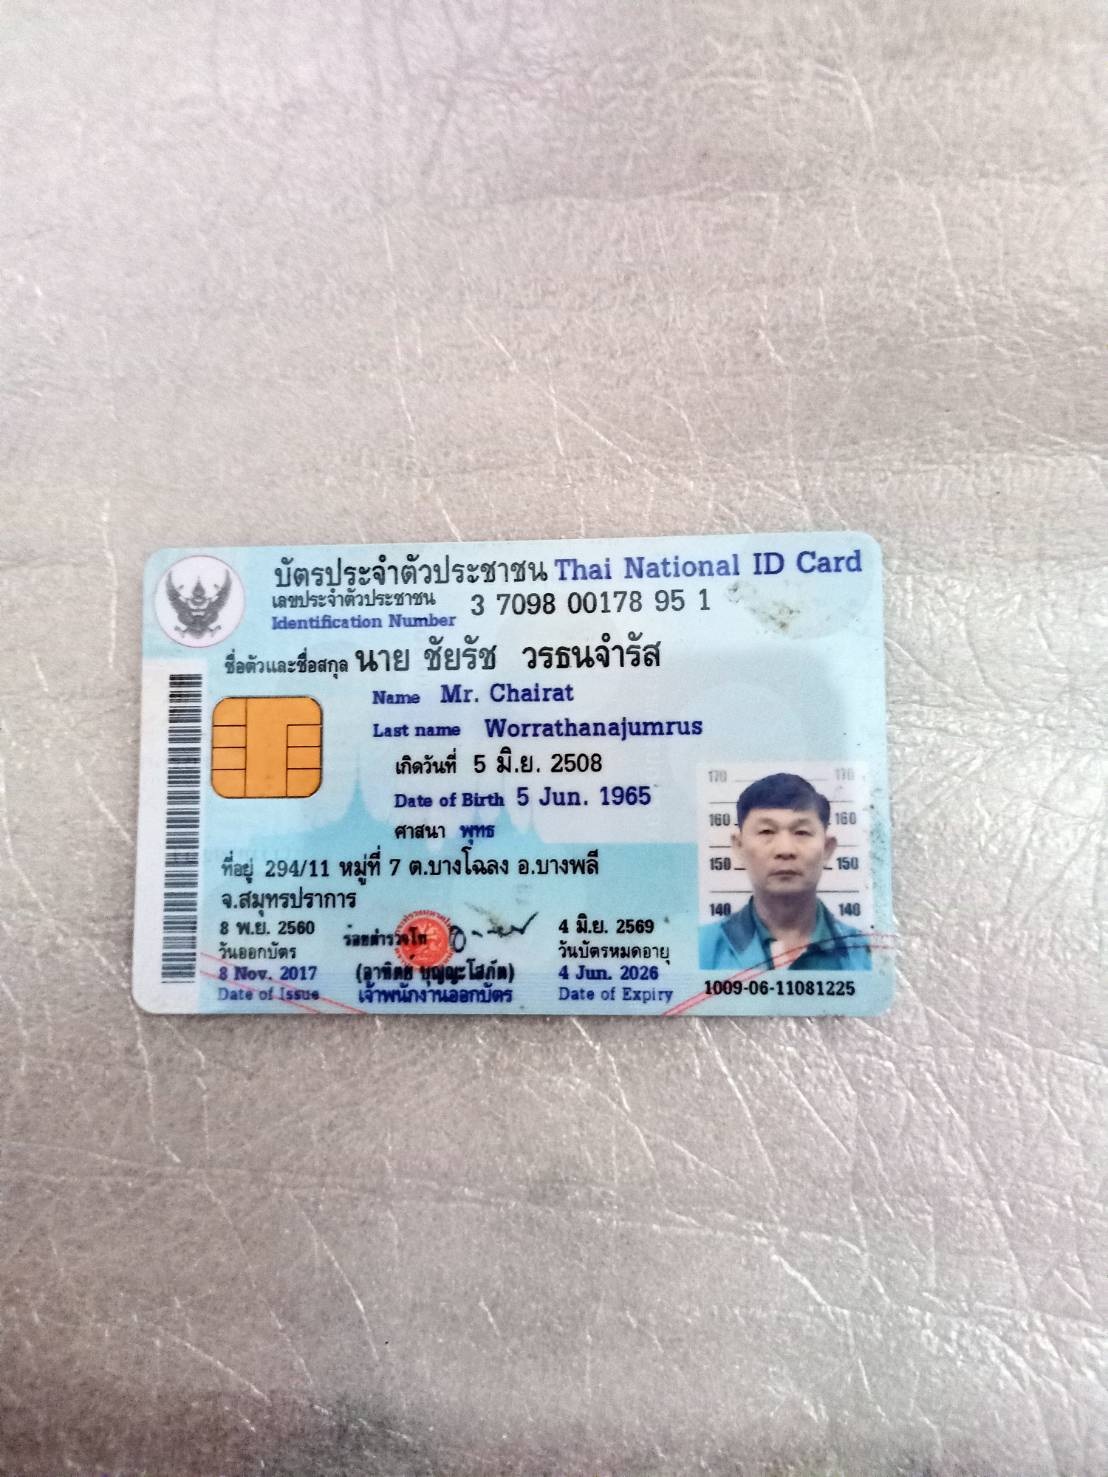 บัตรประจำตัวประชาชน Thai National ID Card
เลขประจำตัวประชาชน 3 7098 00178 95 1
Identification Number
ชื่อตัวและชื่อสกุล นาย ชัยรัช วรธนจำรัส
Name Mr. Chairat
Last name Worrathanajumrus
เกิดวันที่ 5 มิ.ย. 2508
Date of Birth 5 Jun. 1965
ศาสนา พุทธ
ที่อยู่ 294/11 หมู่ที่ 7 ต.บางโฉลง อ.บางพลี
จ.สมุทรปราการ
8 พ.ย. 2560
วันออกบัตร
8 Nov. 2017
Date of Issue
ร้อยตำรวจโท
(อาทิตย์ บุญญะโสภัต)
เจ้าพนักงานออกบัตร
4 มิ.ย. 2569
วันบัตรหมดอายุ
4 Jun. 2026
Date of Expiry
170 170
160 160
150 150
140 140
1009-06-11081225